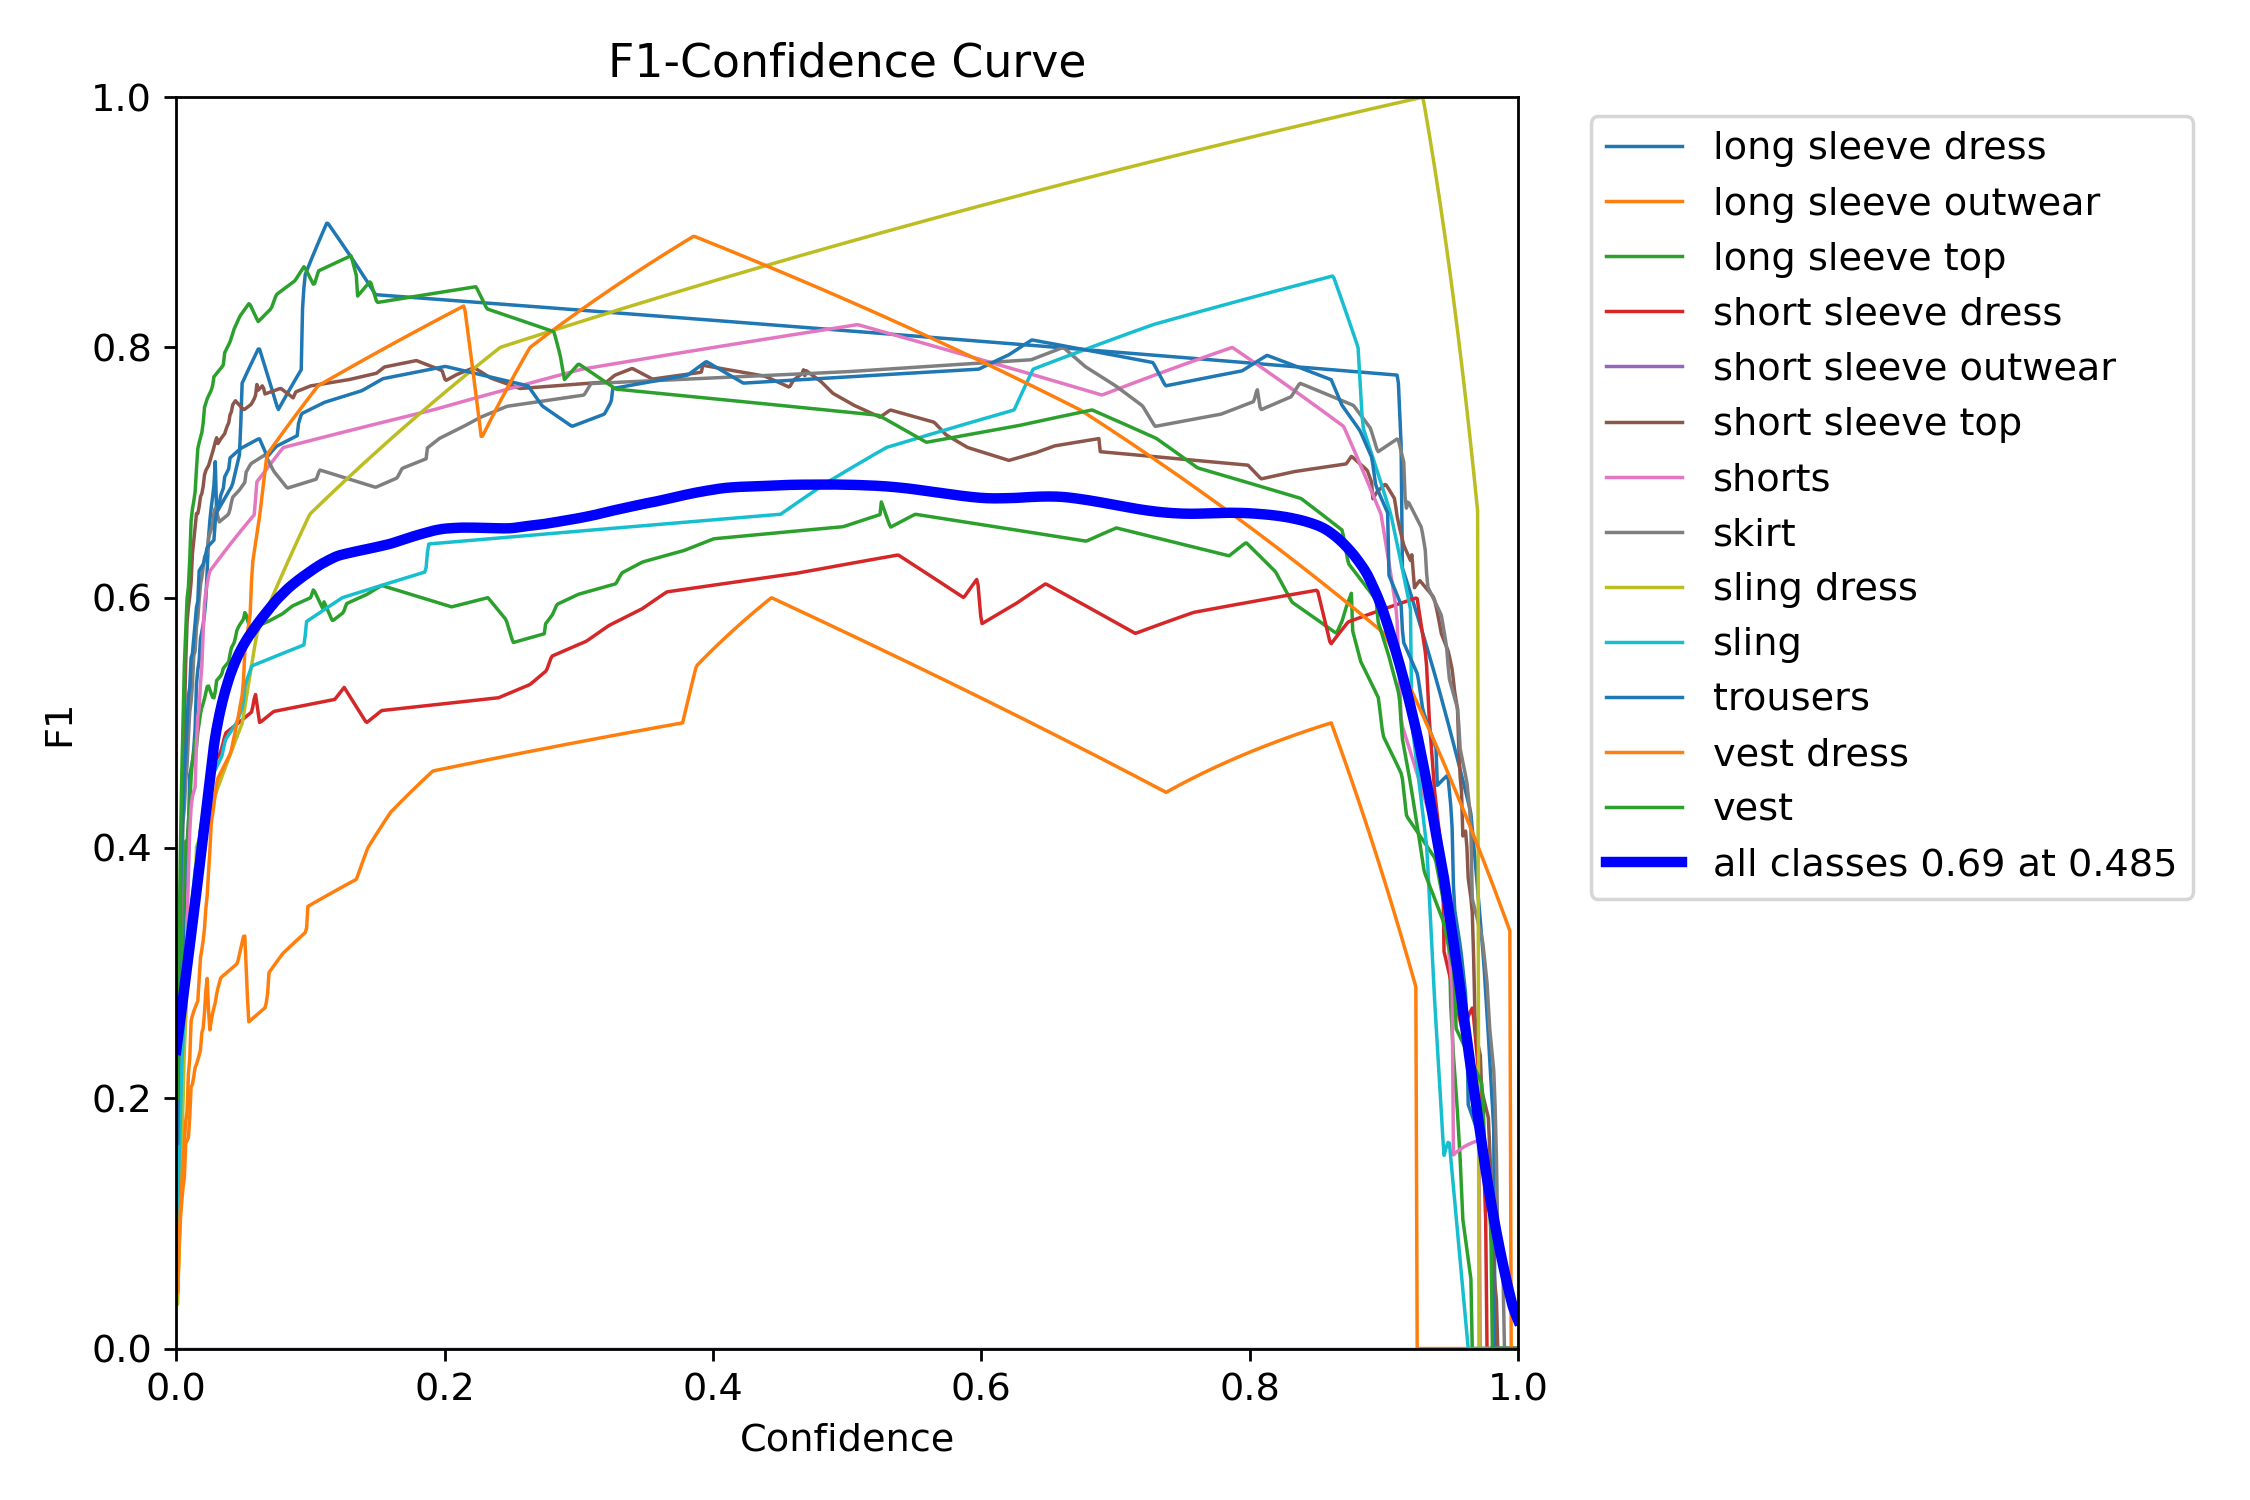 F1-Confidence Curve
1.0
0.8
0.6
0.4
0.2
0.0
F1
0.0 0.2 0.4 0.6 0.8 1.0
Confidence
long sleeve dress
long sleeve outwear
long sleeve top
short sleeve dress
short sleeve outwear
short sleeve top
shorts
skirt
sling dress
sling
trousers
vest dress
vest
all classes 0.69 at 0.485